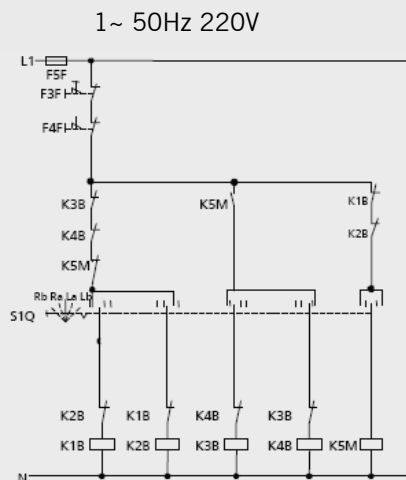 1~ 50Hz 220V
L1
F5F
F3F
F4F
K3B K5M K1B
K4B K2B
K5M
Rb Ra La Lb
S1Q
K2B K1B K4B K3B
K1B K2B K3B K4B K5M
N